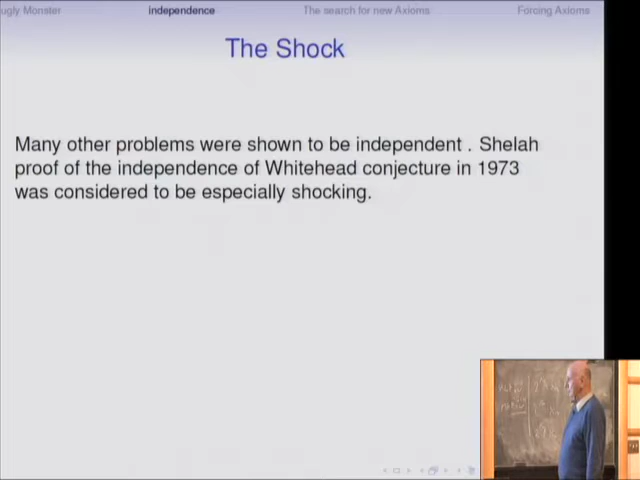 ugly Monster independence The search for new Axioms Forcing Axioms
The Shock
Many other problems were shown to be independent . Shelah
proof of the independence of Whitehead conjecture in 1973
was considered to be especially shocking.